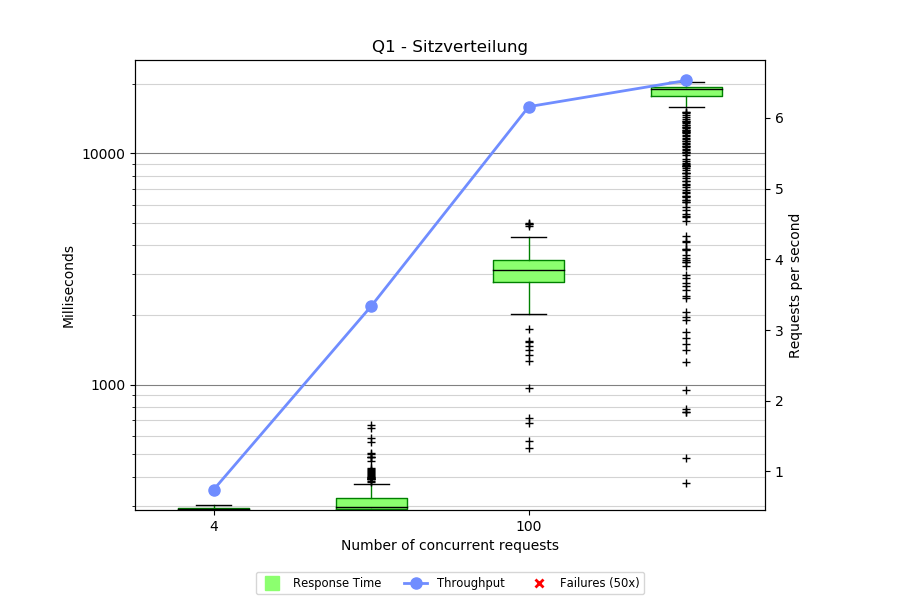 Q1 - Sitzverteilung
10000
1000
Milliseconds
6
5
4
3
2
1
Requests per second
4
100
Number of concurrent requests
Response Time
Throughput
Failures (50x)